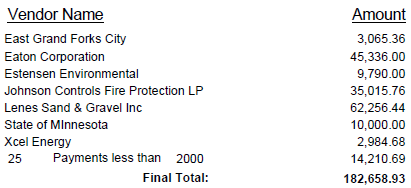 Vendor Name Amount
East Grand Forks City 3,065.36
Eaton Corporation 45,336.00
Estensen Environmental 9,790.00
Johnson Controls Fire Protection LP 35,015.76
Lenes Sand & Gravel Inc 62,256.44
State of MInnesota 10,000.00
Xcel Energy 2,984.68
25 Payments less than 2000 14,210.69
Final Total: 182,658.93